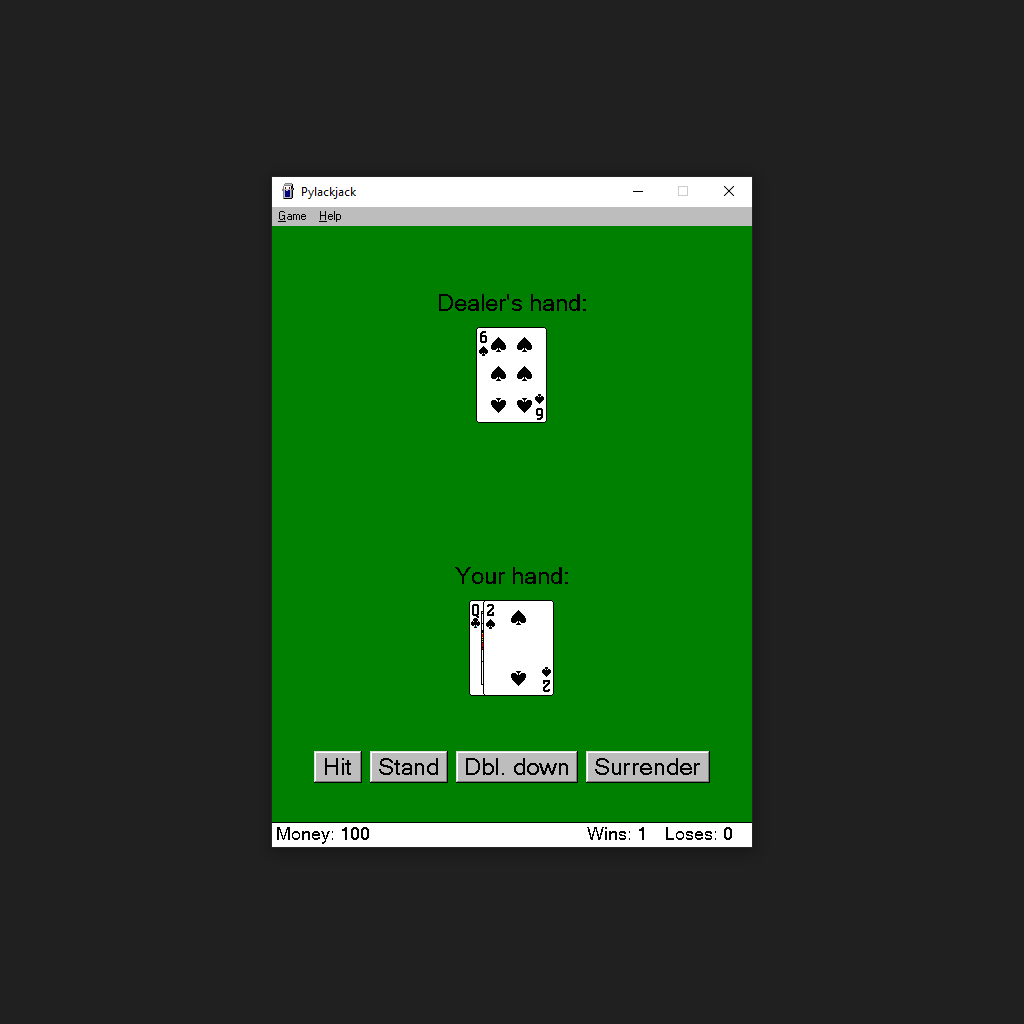 Pylackjack
Game Help
Dealer's hand:
6
6
Your hand:
Q 2
2
Hit Stand Dbl. down Surrender
Money: 100 Wins: 1 Loses: 0